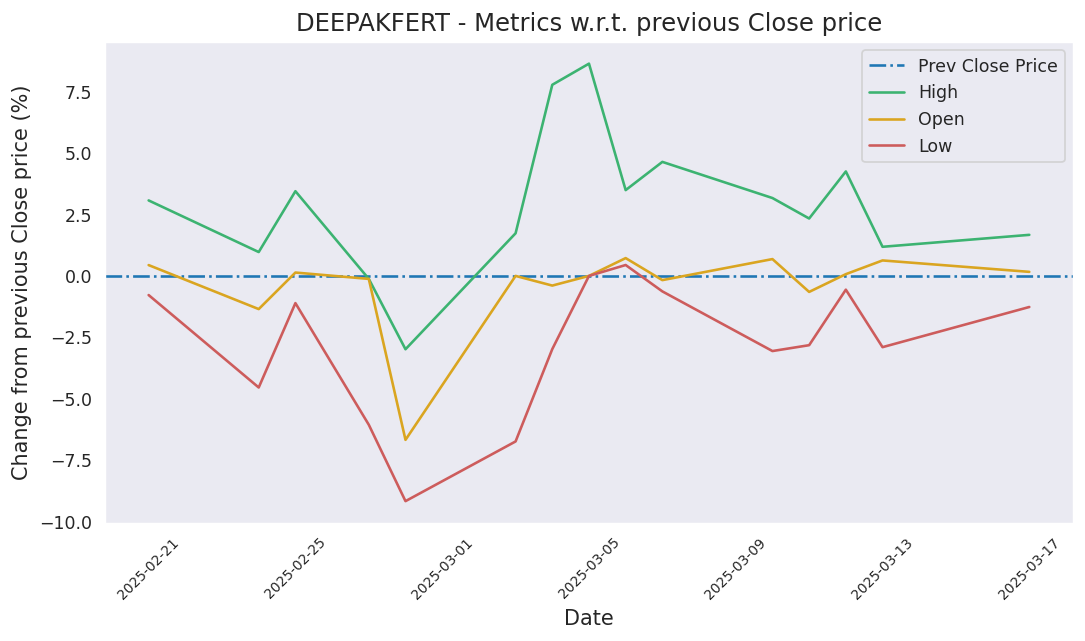 DEEPAKFERT - Metrics w.r.t. previous Close price
Change from previous Close price (%)
7.5
5.0
2.5
0.0
−2.5
−5.0
−7.5
−10.0
Prev Close Price
High
Open
Low
2025-02-21
2025-02-25
2025-03-01
2025-03-05
2025-03-09
2025-03-13
2025-03-17
Date